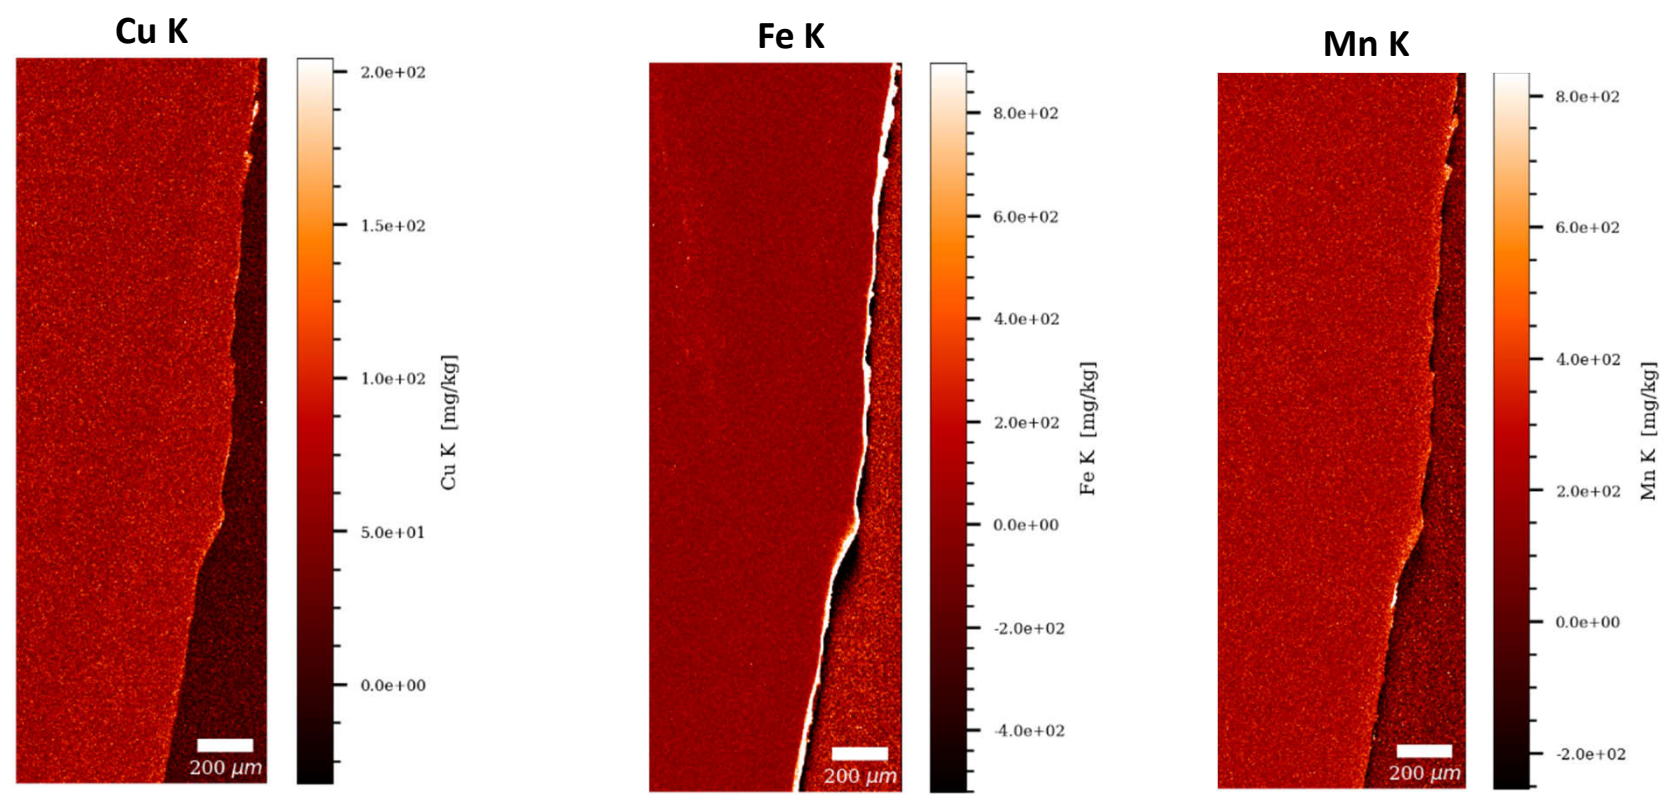 Cu K
2.0e+02
1.5e+02
1.0e+02
5.0e+01
0.0e+00
Cu K [mg/kg]
200 μm
Fe K
8.0e+02
6.0e+02
4.0e+02
2.0e+02
0.0e+00
-2.0e+02
-4.0e+02
Fe K [mg/kg]
200 μm
Mn K
8.0e+02
6.0e+02
4.0e+02
2.0e+02
0.0e+00
-2.0e+02
Mn K [mg/kg]
200 μm